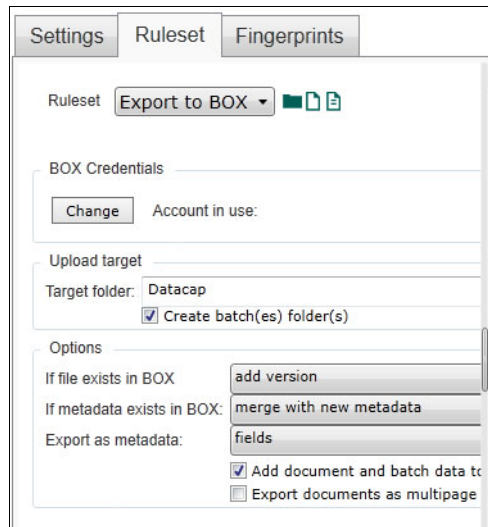 Settings Ruleset Fingerprints
Ruleset Export to BOX
BOX Credentials
Change Account in use:
Upload target
Target folder: Datacap
Create batch(es) folder(s)
Options
If file exists in BOX add version
If metadata exists in BOX: merge with new metadata
Export as metadata: fields
Add document and batch data to
Export documents as multipage